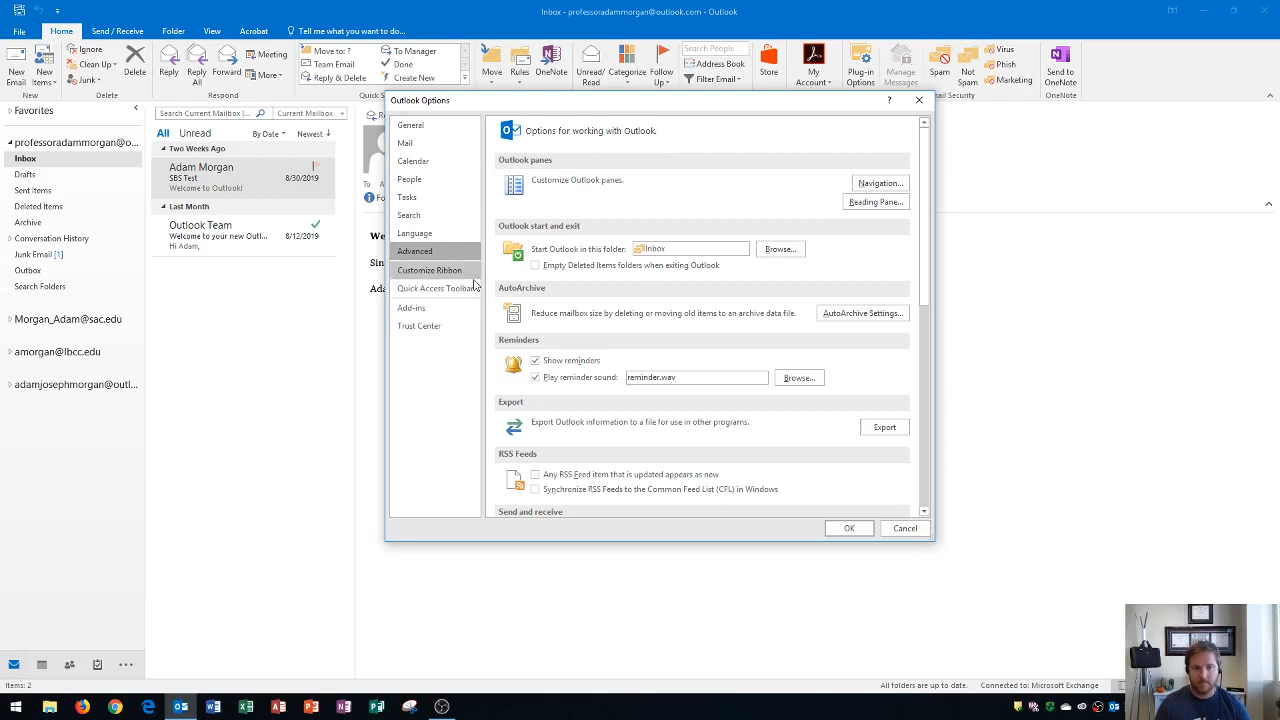 Inbox - professoradammorgan@outlook.com - Outlook
File Home Send / Receive Folder View Acrobat Tell me what you want to do...
New Email
New Items
Ignore
Clean Up
Junk
Delete
Reply
Reply All
Forward
Meeting
More
Respond
Move to: ?
Team Email
Reply & Delete
To Manager
Done
Create New
Move
Rules
OneNote
Unread/ Read
Categorize
Follow Up
Search People
Address Book
Filter Email
Store
My Account
Plug-in Options
Manage Messages
Spam
Not Spam
Virus
Phish
Marketing
Send to OneNote
OneNote
Favorites
professoradammorgan@o...
Inbox
Drafts
Sent Items
Deleted Items
Archive
Conversation History
Junk Email [1]
Outbox
Search Folders
Morgan_Adam@sac.edu
amorgan@lbcc.edu
adamjosephmorgan@outl...
Search Current Mailbox (... Current Mailbox
All Unread By Date Newest
Two Weeks Ago
Adam Morgan
SBS Test 8/30/2019
Welcome to Outlook!
Last Month
Outlook Team
Welcome to your new Outl... 8/12/2019
Hi Adam,
To
Outlook Options ?
General
Mail
Calendar
People
Tasks
Search
Language
Advanced
Customize Ribbon
Quick Access Toolbar
Add-ins
Trust Center
Options for working with Outlook.
Outlook panes
Customize Outlook panes. Navigation...
Reading Pane...
Outlook start and exit
Start Outlook in this folder: Inbox Browse...
Empty Deleted Items folders when exiting Outlook
AutoArchive
Reduce mailbox size by deleting or moving old items to an archive data file. AutoArchive Settings...
Reminders
Show reminders
Play reminder sound: reminder.wav Browse...
Export
Export Outlook information to a file for use in other programs. Export
RSS Feeds
Any RSS Feed item that is updated appears as new
Synchronize RSS Feeds to the Common Feed List (CFL) in Windows
Send and receive
OK Cancel
Items: 2 All folders are up to date. Connected to: Microsoft Exchange